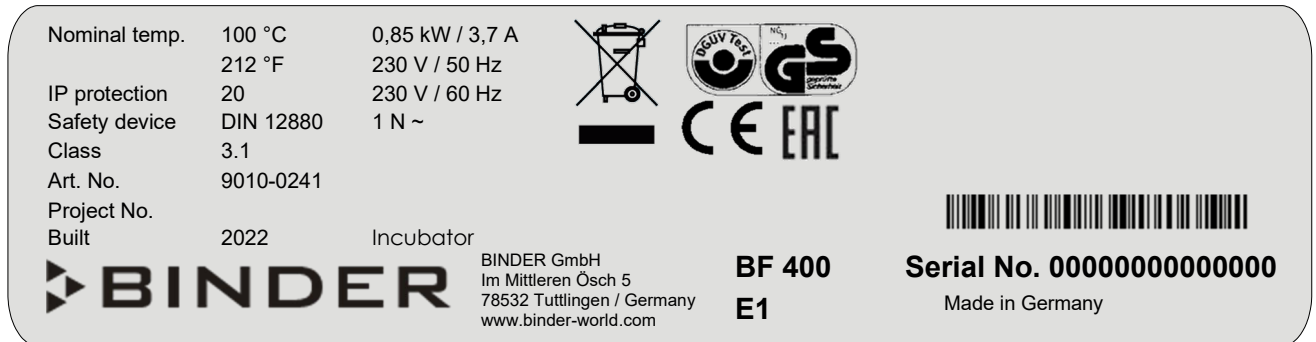 Nominal temp. 100 °C 0,85 kW / 3,7 A
212 °F 230 V / 50 Hz
IP protection 20 230 V / 60 Hz
Safety device DIN 12880 1 N ~
Class 3.1
Art. No. 9010-0241
Project No.
Built 2022 Incubator
DGUV Test
GS
geprüfte
Sicherheit
CE EAC
BINDER
BINDER GmbH
Im Mittleren Ösch 5
78532 Tuttlingen / Germany
www.binder-world.com
BF 400
E1
Serial No. 00000000000000
Made in Germany